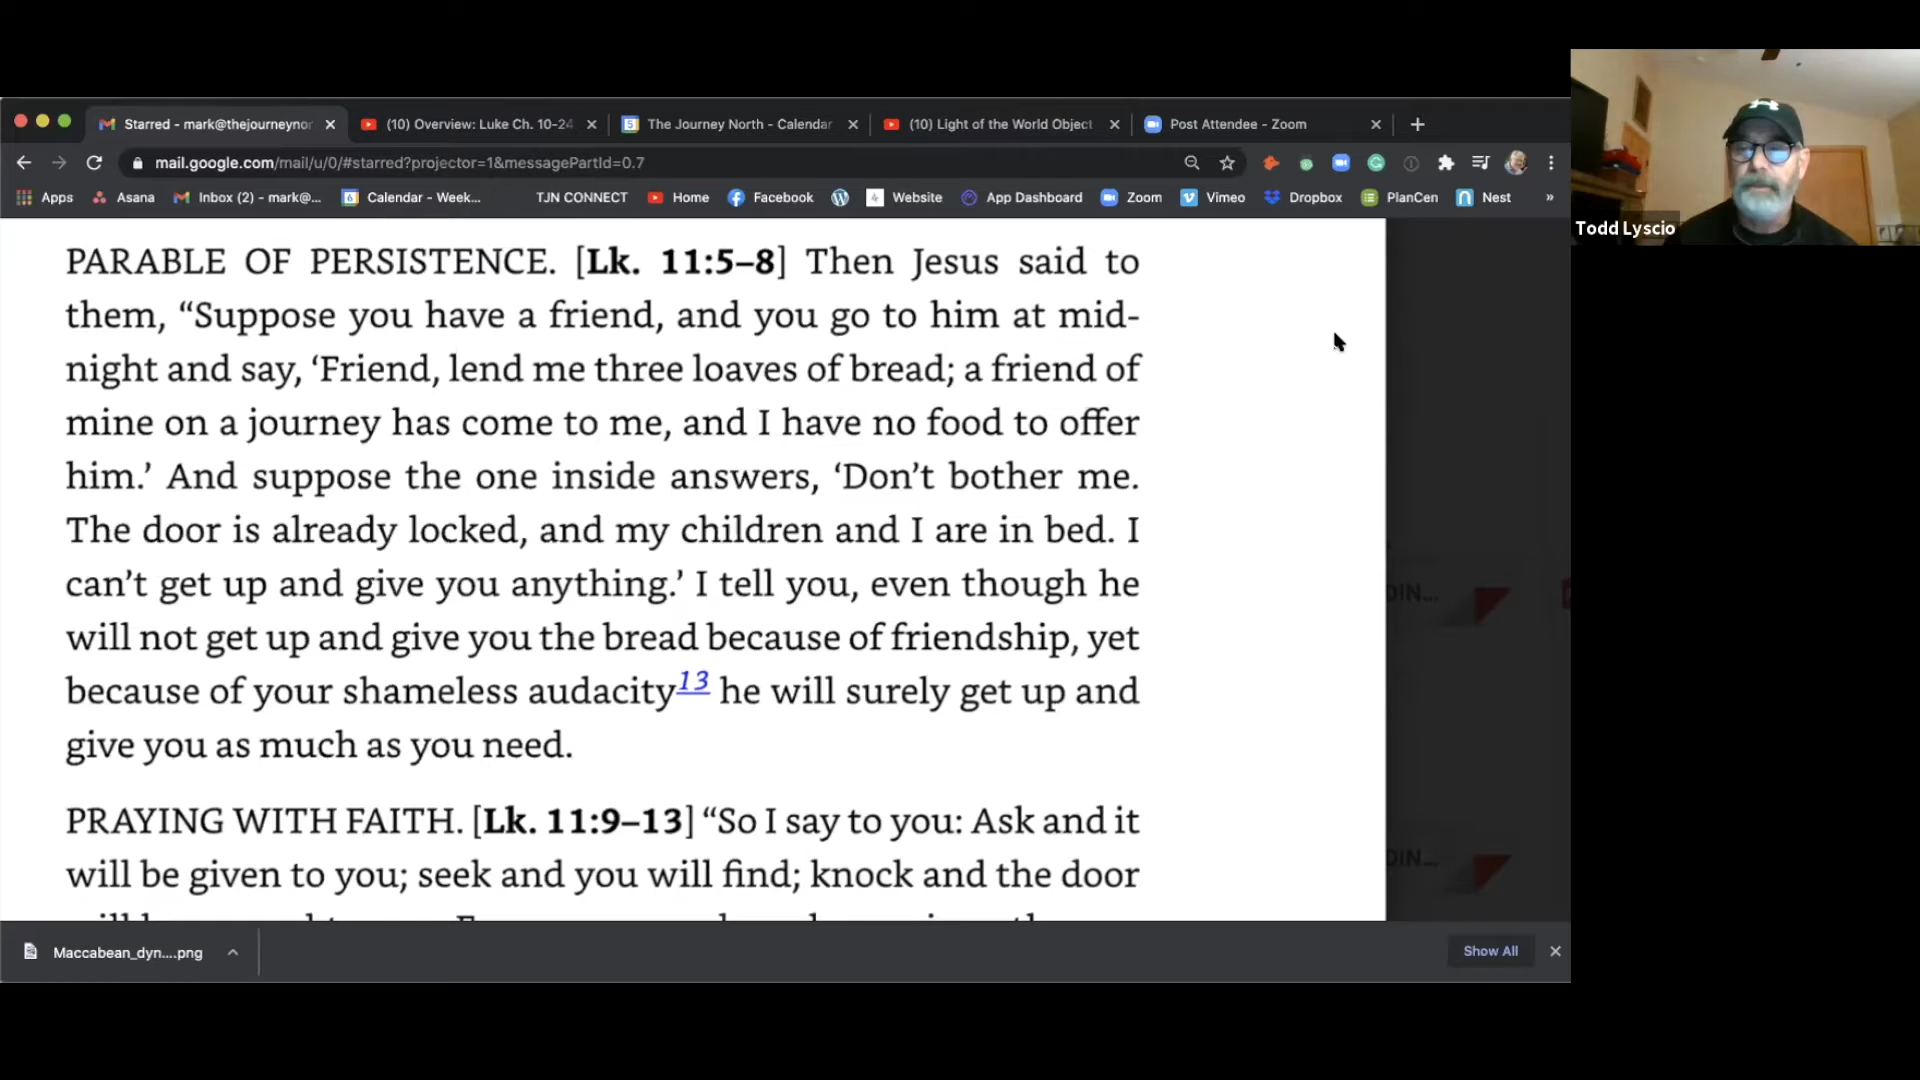 Starred - mark@thejourneynor
(10) Overview: Luke Ch. 10-24
The Journey North - Calendar
(10) Light of the World Object
Post Attendee - Zoom
mail.google.com/mail/u/0/#starred?projector=1&messagePartId=0.7
Apps
Asana
Inbox (2) - mark@...
Calendar - Week...
TJN CONNECT
Home
Facebook
Website
App Dashboard
Zoom
Vimeo
Dropbox
PlanCen
Nest
»
Todd Lyscio
PARABLE OF PERSISTENCE. [Lk. 11:5–8] Then Jesus said to
them, “Suppose you have a friend, and you go to him at mid-
night and say, ‘Friend, lend me three loaves of bread; a friend of
mine on a journey has come to me, and I have no food to offer
him.’ And suppose the one inside answers, ‘Don’t bother me.
The door is already locked, and my children and I are in bed. I
can’t get up and give you anything.’ I tell you, even though he
will not get up and give you the bread because of friendship, yet
because of your shameless audacity13 he will surely get up and
give you as much as you need.
PRAYING WITH FAITH. [Lk. 11:9–13] “So I say to you: Ask and it
will be given to you; seek and you will find; knock and the door
DIN...
DIN...
Maccabean_dyn....png
Show All